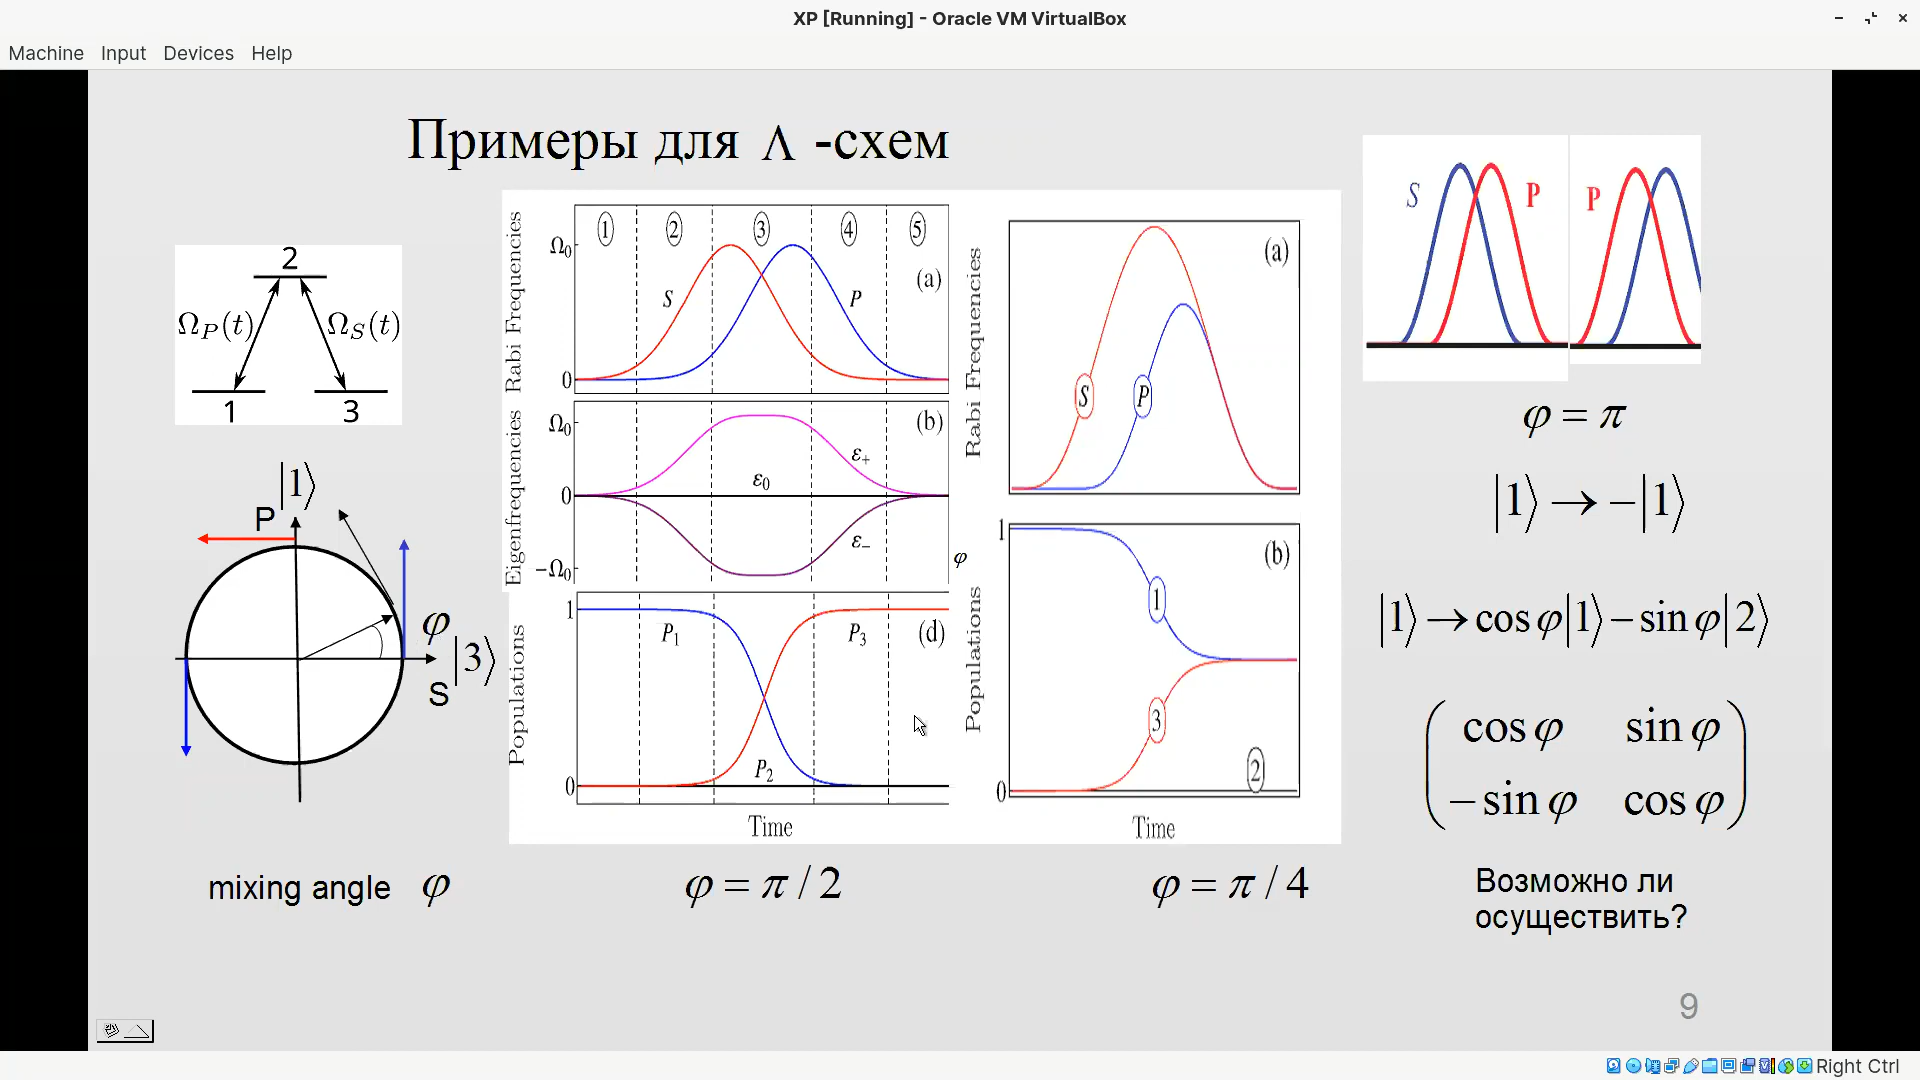 XP [Running] - Oracle VM VirtualBox
Machine Input Devices Help
Примеры для Λ -схем
2
Ω_P(t) Ω_S(t)
1 3
|1⟩
P
φ
|3⟩
S
mixing angle φ
Rabi Frequencies
Ω₀
0
① ② ③ ④ ⑤
(a)
S P
Eigenfrequencies
Ω₀
0
−Ω₀
(b)
ε₊
ε₀
ε₋
φ
Populations
1
0
(d)
P₁ P₃
P₂
Time
φ = π / 2
Rabi Frequencies
(a)
S P
Populations
1
0
(b)
1
3
2
Time
φ = π / 4
S P P
φ = π
|1⟩ → −|1⟩
|1⟩ → cos φ|1⟩ − sin φ|2⟩
cos φ sin φ
− sin φ cos φ
Возможно ли
осуществить?
9
Right Ctrl